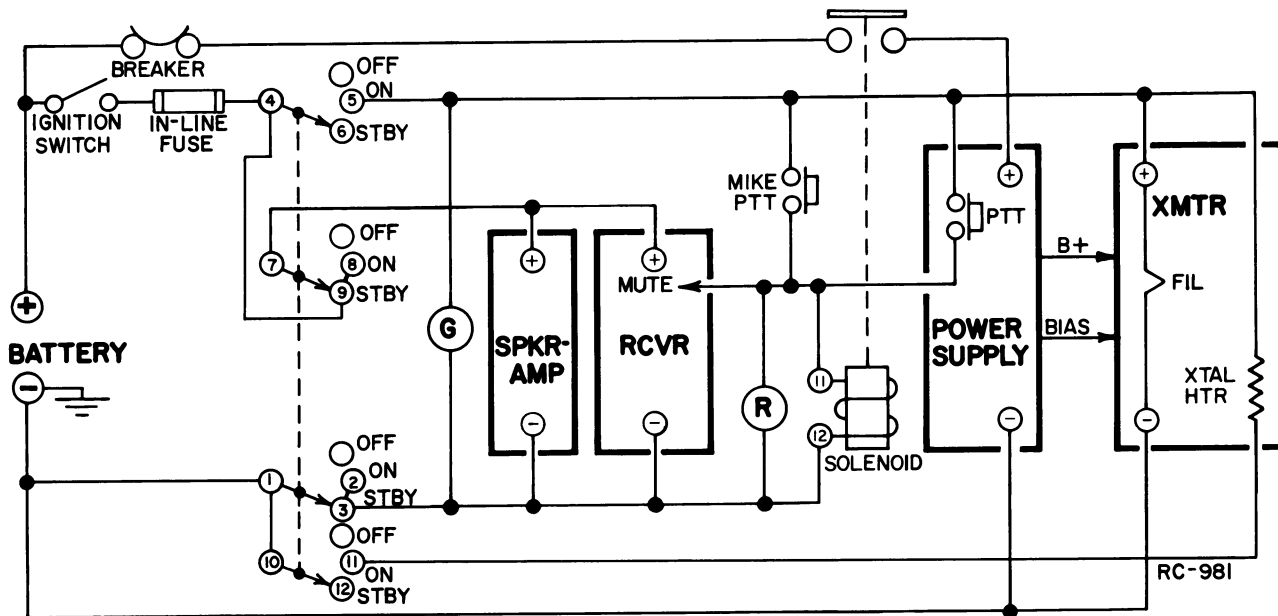 BREAKER
OFF
ON
4
5
6
STBY
IGNITION
SWITCH
IN-LINE
FUSE
MIKE
PTT
+
PTT
+
XMTR
OFF
7
8
ON
9
STBY
+
+
MUTE
B+
FIL
+
BATTERY
−
G
SPKR-
AMP
RCVR
POWER
SUPPLY
BIAS
11
XTAL
HTR
R
12
SOLENOID
−
−
−
−
OFF
1
2
ON
3
STBY
OFF
10
11
ON
12
STBY
RC-981